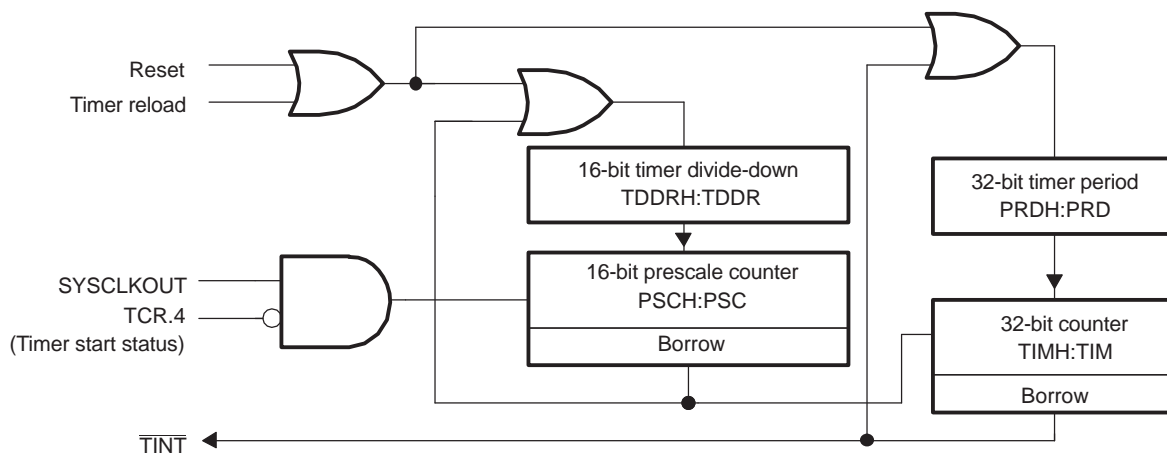 Reset
Timer reload
16-bit timer divide-down
TDDRH:TDDR
32-bit timer period
PRDH:PRD
SYSCLKOUT
TCR.4
(Timer start status)
16-bit prescale counter
PSCH:PSC
Borrow
32-bit counter
TIMH:TIM
Borrow
TINT